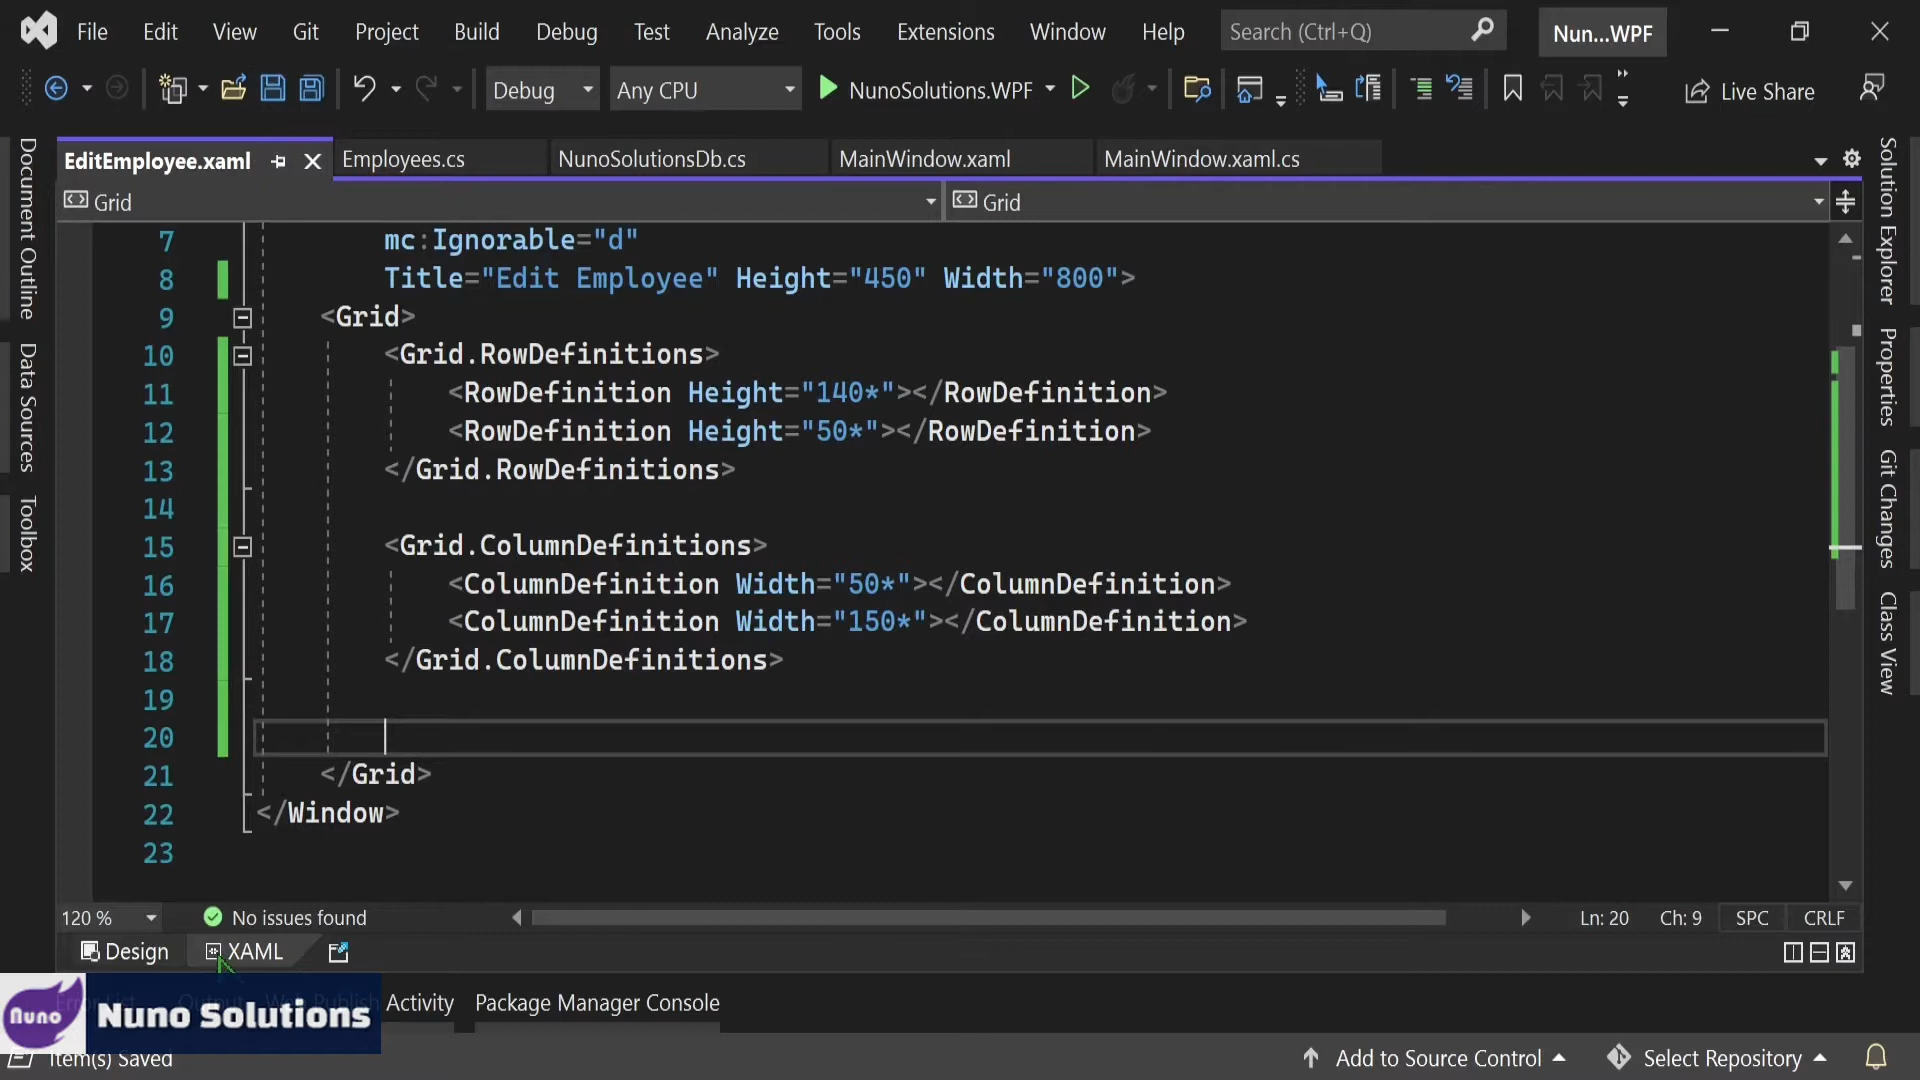 File Edit View Git Project Build Debug Test Analyze Tools Extensions Window Help Search (Ctrl+Q) Nun...WPF
Debug Any CPU NunoSolutions.WPF Live Share
EditEmployee.xaml Employees.cs NunoSolutionsDb.cs MainWindow.xaml MainWindow.xaml.cs
Grid Grid
Document Outline
Data Sources
Toolbox
7 mc:Ignorable="d"
8 Title="Edit Employee" Height="450" Width="800">
9 <Grid>
10 <Grid.RowDefinitions>
11 <RowDefinition Height="140*"></RowDefinition>
12 <RowDefinition Height="50*"></RowDefinition>
13 </Grid.RowDefinitions>
14
15 <Grid.ColumnDefinitions>
16 <ColumnDefinition Width="50*"></ColumnDefinition>
17 <ColumnDefinition Width="150*"></ColumnDefinition>
18 </Grid.ColumnDefinitions>
19
20
21 </Grid>
22 </Window>
23
Solution Explorer
Properties
Git Changes
Class View
120 % No issues found Ln: 20 Ch: 9 SPC CRLF
Design XAML
Activity Package Manager Console
Nuno Nuno Solutions
Item(s) Saved Add to Source Control Select Repository